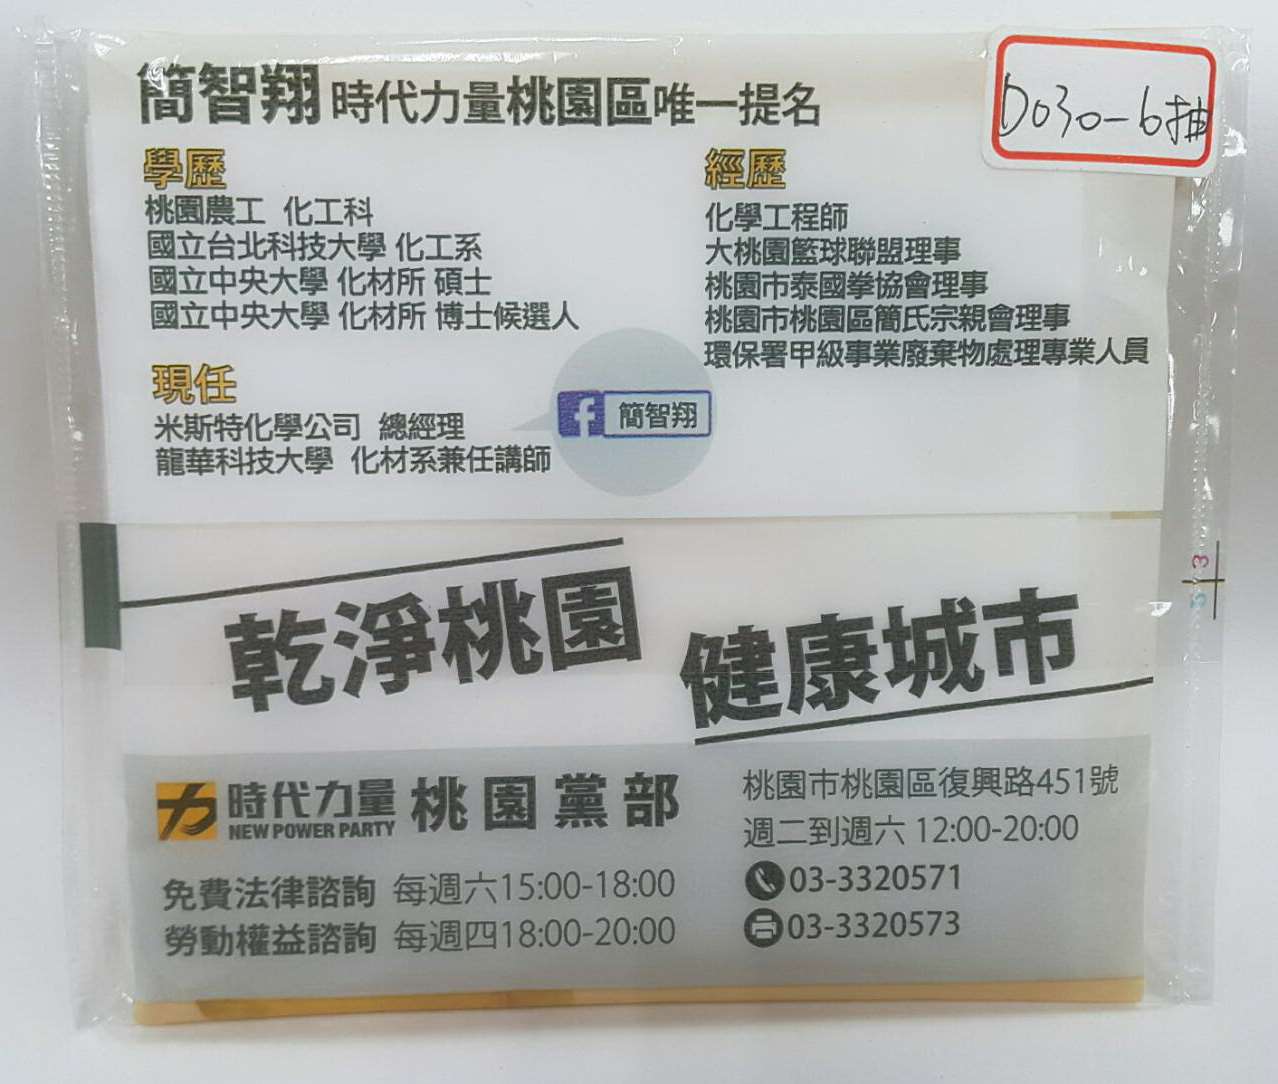 簡智翔 時代力量桃園區唯一提名
D030-6抽
學歷
桃園農工 化工科
國立台北科技大學 化工系
國立中央大學 化材所 碩士
國立中央大學 化材所 博士候選人
現任
米斯特化學公司 總經理
龍華科技大學 化材系兼任講師
經歷
化學工程師
大桃園籃球聯盟理事
桃園市泰國拳協會理事
桃園市桃園區簡氏宗親會理事
環保署甲級事業廢棄物處理專業人員
f 簡智翔
乾淨桃園
健康城市
3
5
力 時代力量 桃園黨部
NEW POWER PARTY
免費法律諮詢 每週六15:00-18:00
勞動權益諮詢 每週四18:00-20:00
桃園市桃園區復興路451號
週二到週六 12:00-20:00
03-3320571
03-3320573